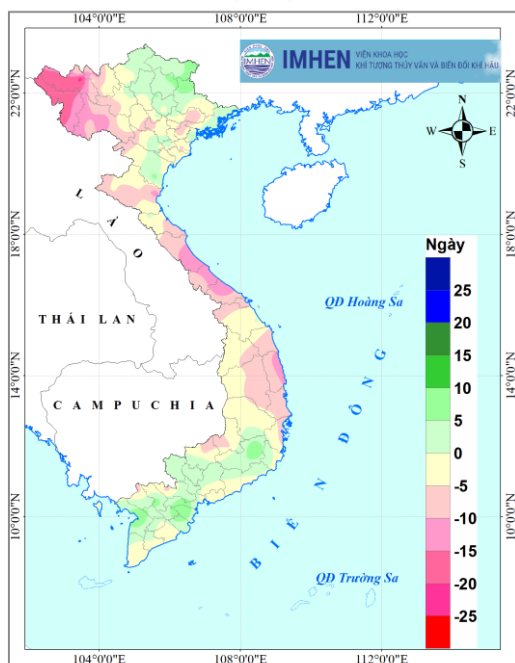 104°0'0"E 108°0'0"E 112°0'0"E
IMHEN
VIỆN KHOA HỌC
KHÍ TƯỢNG THỦY VĂN VÀ BIẾN ĐỔI KHÍ HẬU
22°0'0"N
22°0'0"N
N
W E
S
LÀO
18°0'0"N
18°0'0"N
Ngày
25
20
15
10
5
0
-5
-10
-15
-20
-25
QĐ Hoàng Sa
THÁI LAN
14°0'0"N
14°0'0"N
CAMPUCHIA
BIỂN ĐÔNG
10°0'0"N
10°0'0"N
QĐ Trường Sa
104°0'0"E 108°0'0"E 112°0'0"E